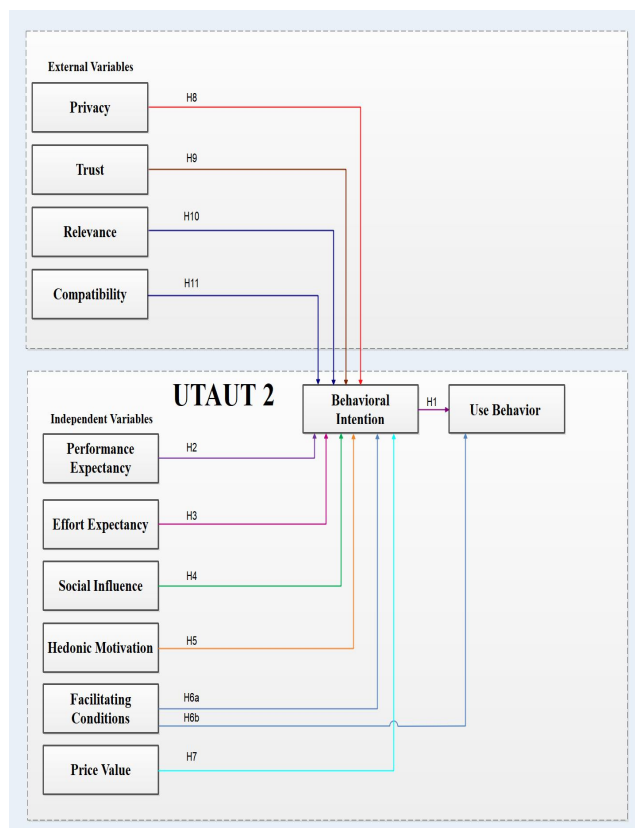 External Variables
Privacy
H8
Trust
H9
Relevance
H10
Compatibility
H11
UTAUT 2
Behavioral
Intention
H1
Use Behavior
Independent Variables
Performance
Expectancy
H2
Effort Expectancy
H3
Social Influence
H4
Hedonic Motivation
H5
Facilitating
Conditions
H6a
H6b
Price Value
H7